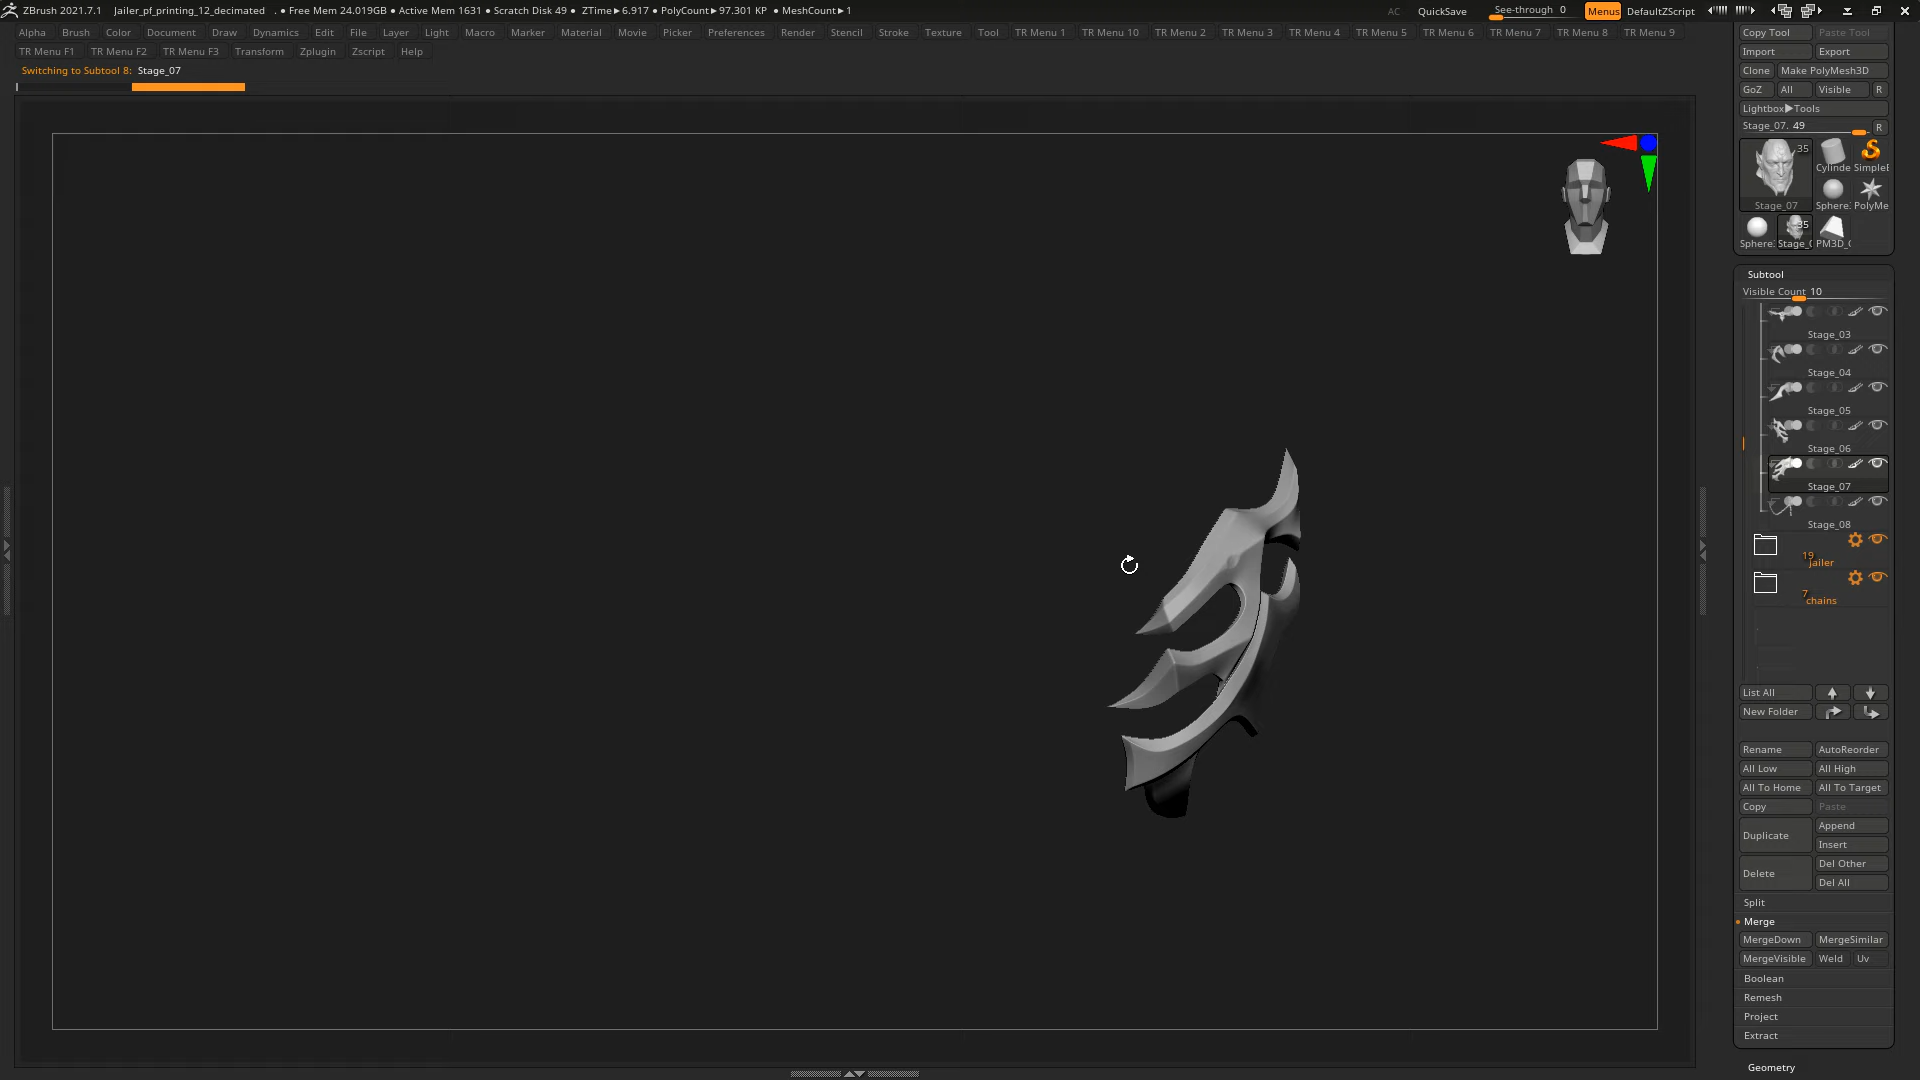 ZBrush 2021.7.1 Jailer_pf_printing_12_decimated . • Free Mem 24.019GB • Active Mem 1631 • Scratch Disk 49 • ZTime▶6.917 • PolyCount▶97.301 KP • MeshCount▶1 AC QuickSave See-through 0 Menus DefaultZScript
Alpha Brush Color Document Draw Dynamics Edit File Layer Light Macro Marker Material Movie Picker Preferences Render Stencil Stroke Texture Tool TR Menu 1 TR Menu 10 TR Menu 2 TR Menu 3 TR Menu 4 TR Menu 5 TR Menu 6 TR Menu 7 TR Menu 8 TR Menu 9
TR Menu F1 TR Menu F2 TR Menu F3 Transform Zplugin Zscript Help
Switching to Subtool 8: Stage_07
Copy Tool Paste Tool
Import Export
Clone Make PolyMesh3D
GoZ All Visible R
Lightbox▶Tools
Stage_07. 49 R
35
Cylinde SimpleE
Stage_07 Sphere: PolyMe
35
Sphere: Stage_( PM3D_C
Subtool
Visible Count 10
Stage_03
Stage_04
Stage_05
Stage_06
Stage_07
Stage_08
19
jailer
7
chains
List All
New Folder
Rename AutoReorder
All Low All High
All To Home All To Target
Copy Paste
Duplicate Append
Insert
Delete Del Other
Del All
Split
Merge
MergeDown MergeSimilar
MergeVisible Weld Uv
Boolean
Remesh
Project
Extract
Geometry